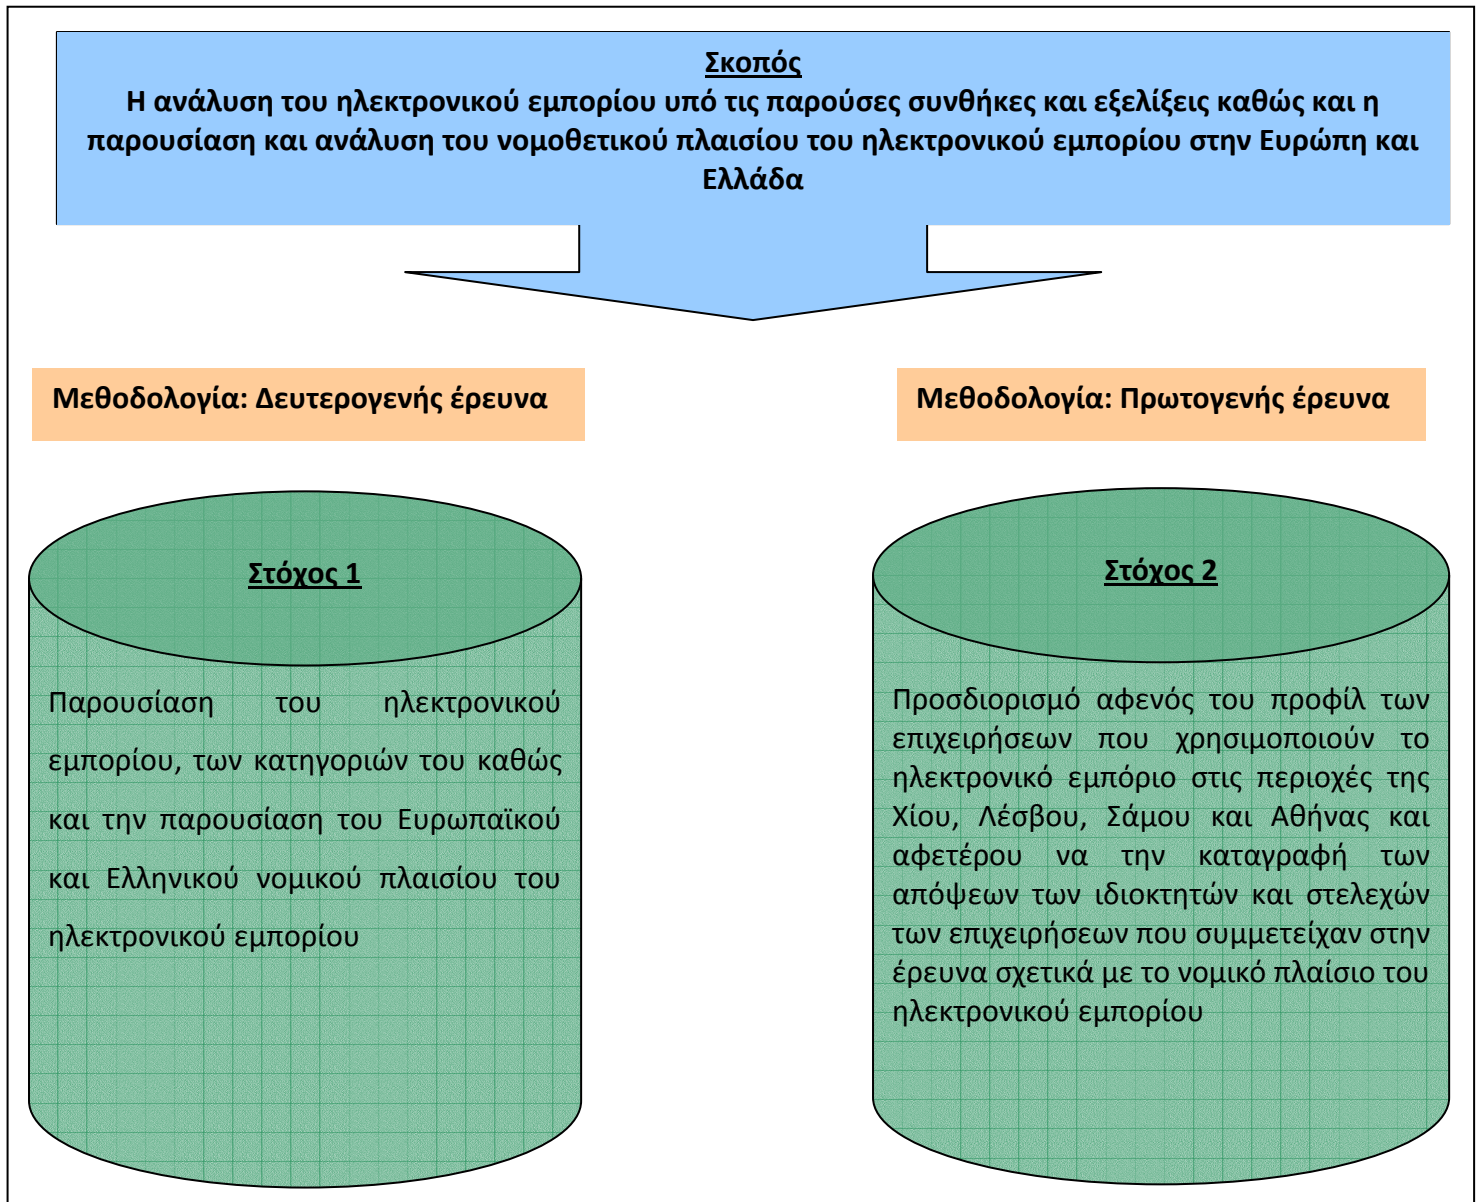 Σκοπός
Η ανάλυση του ηλεκτρονικού εμπορίου υπό τις παρούσες συνθήκες και εξελίξεις καθώς και η
παρουσίαση και ανάλυση του νομοθετικού πλαισίου του ηλεκτρονικού εμπορίου στην Ευρώπη και
Ελλάδα
Μεθοδολογία: Δευτερογενής έρευνα
Μεθοδολογία: Πρωτογενής έρευνα
Στόχος 1
Παρουσίαση του ηλεκτρονικού
εμπορίου, των κατηγοριών του καθώς
και την παρουσίαση του Ευρωπαϊκού
και Ελληνικού νομικού πλαισίου του
ηλεκτρονικού εμπορίου
Στόχος 2
Προσδιορισμό αφενός του προφίλ των
επιχειρήσεων που χρησιμοποιούν το
ηλεκτρονικό εμπόριο στις περιοχές της
Χίου, Λέσβου, Σάμου και Αθήνας και
αφετέρου να την καταγραφή των
απόψεων των ιδιοκτητών και στελεχών
των επιχειρήσεων που συμμετείχαν στην
έρευνα σχετικά με το νομικό πλαίσιο του
ηλεκτρονικού εμπορίου